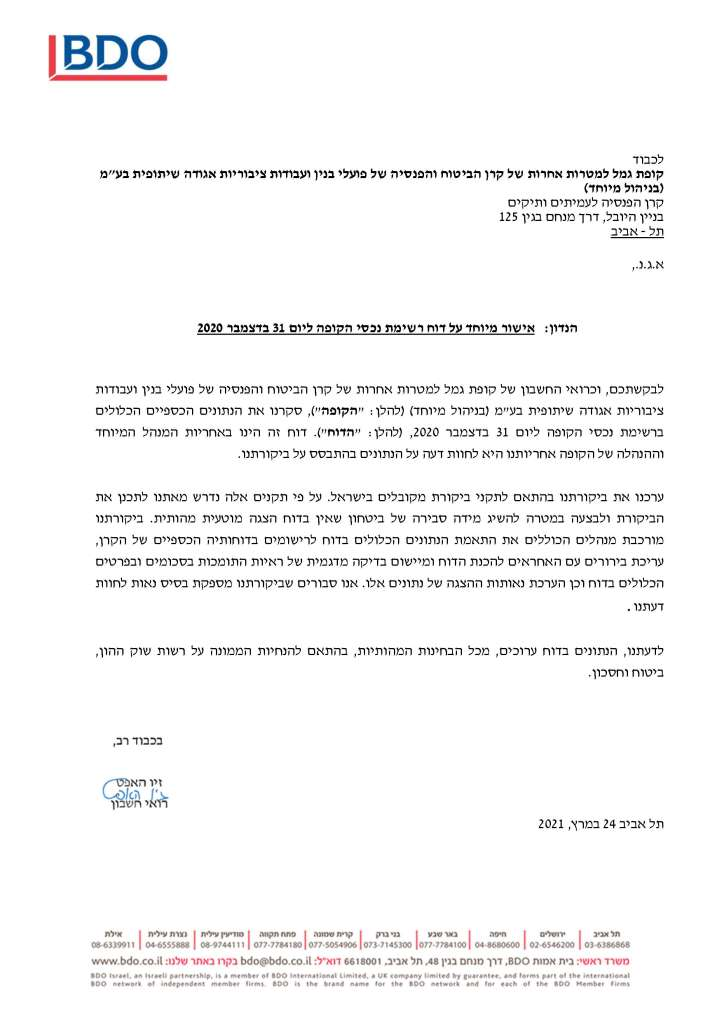 BDO
לכבוד
קופת גמל למטרות אחרות של קרן הביטוח והפנסיה של פועלי בנין ועבודות ציבוריות אגודה שיתופית בע"מ
(בניהול מיוחד)
קרן הפנסיה לעמיתים ותיקים
בניין היובל, דרך מנחם בגין 125
תל - אביב
א.ג.נ.,
הנדון: אישור מיוחד על דוח רשימת נכסי הקופה ליום 31 בדצמבר 2020
לבקשתכם, וכרואי החשבון של קופת גמל למטרות אחרות של קרן הביטוח והפנסיה של פועלי בנין ועבודות
ציבוריות אגודה שיתופית בע"מ (בניהול מיוחד) (להלן: "הקופה"), סקרנו את הנתונים הכספיים הכלולים
ברשימת נכסי הקופה ליום 31 בדצמבר 2020, (להלן: "הדוח"). דוח זה הינו באחריות המנהל המיוחד
וההנהלה של הקופה אחריותנו היא לחוות דעה על הנתונים בהתבסס על ביקורתנו.
ערכנו את ביקורתנו בהתאם לתקני ביקורת מקובלים בישראל. על פי תקנים אלה נדרש מאתנו לתכנן את
הביקורת ולבצעה במטרה להשיג מידה סבירה של ביטחון שאין בדוח הצגה מוטעית מהותית. ביקורתנו
מורכבת מנהלים הכוללים את התאמת הנתונים הכלולים בדוח לרישומים בדוחותיה הכספיים של הקרן,
עריכת בירורים עם האחראים להכנת הדוח ומיישום בדיקה מדגמית של ראיות התומכות בסכומים ובפרטים
הכלולים בדוח וכן הערכת נאותות ההצגה של נתונים אלו. אנו סבורים שביקורתנו מספקת בסיס נאות לחוות
דעתנו.
לדעתנו, הנתונים בדוח ערוכים, מכל הבחינות המהותיות, בהתאם להנחיות הממונה על רשות שוק ההון,
ביטוח וחסכון.
בכבוד רב,
זיו האפט
זיו האפט
רואי חשבון
תל אביב 24 במרץ, 2021
תל אביב ירושלים חיפה באר שבע בני ברק קרית שמונה פתח תקווה מודיעין עילית נצרת עילית אילת
03-6386868 02-6546200 04-8680600 077-7784100 073-7145300 077-5054906 077-7784180 08-9744111 04-6555888 08-6339911
משרד ראשי: בית אמות BDO, דרך מנחם בגין 48, תל אביב, 6618001 דוא"ל: bdo@bdo.co.il בקרו באתר שלנו: www.bdo.co.il
BDO Israel, an Israeli partnership, is a member of BDO International Limited, a UK company limited by guarantee, and forms part of the international
BDO network of independent member firms. BDO is the brand name for the BDO network and for each of the BDO Member Firms